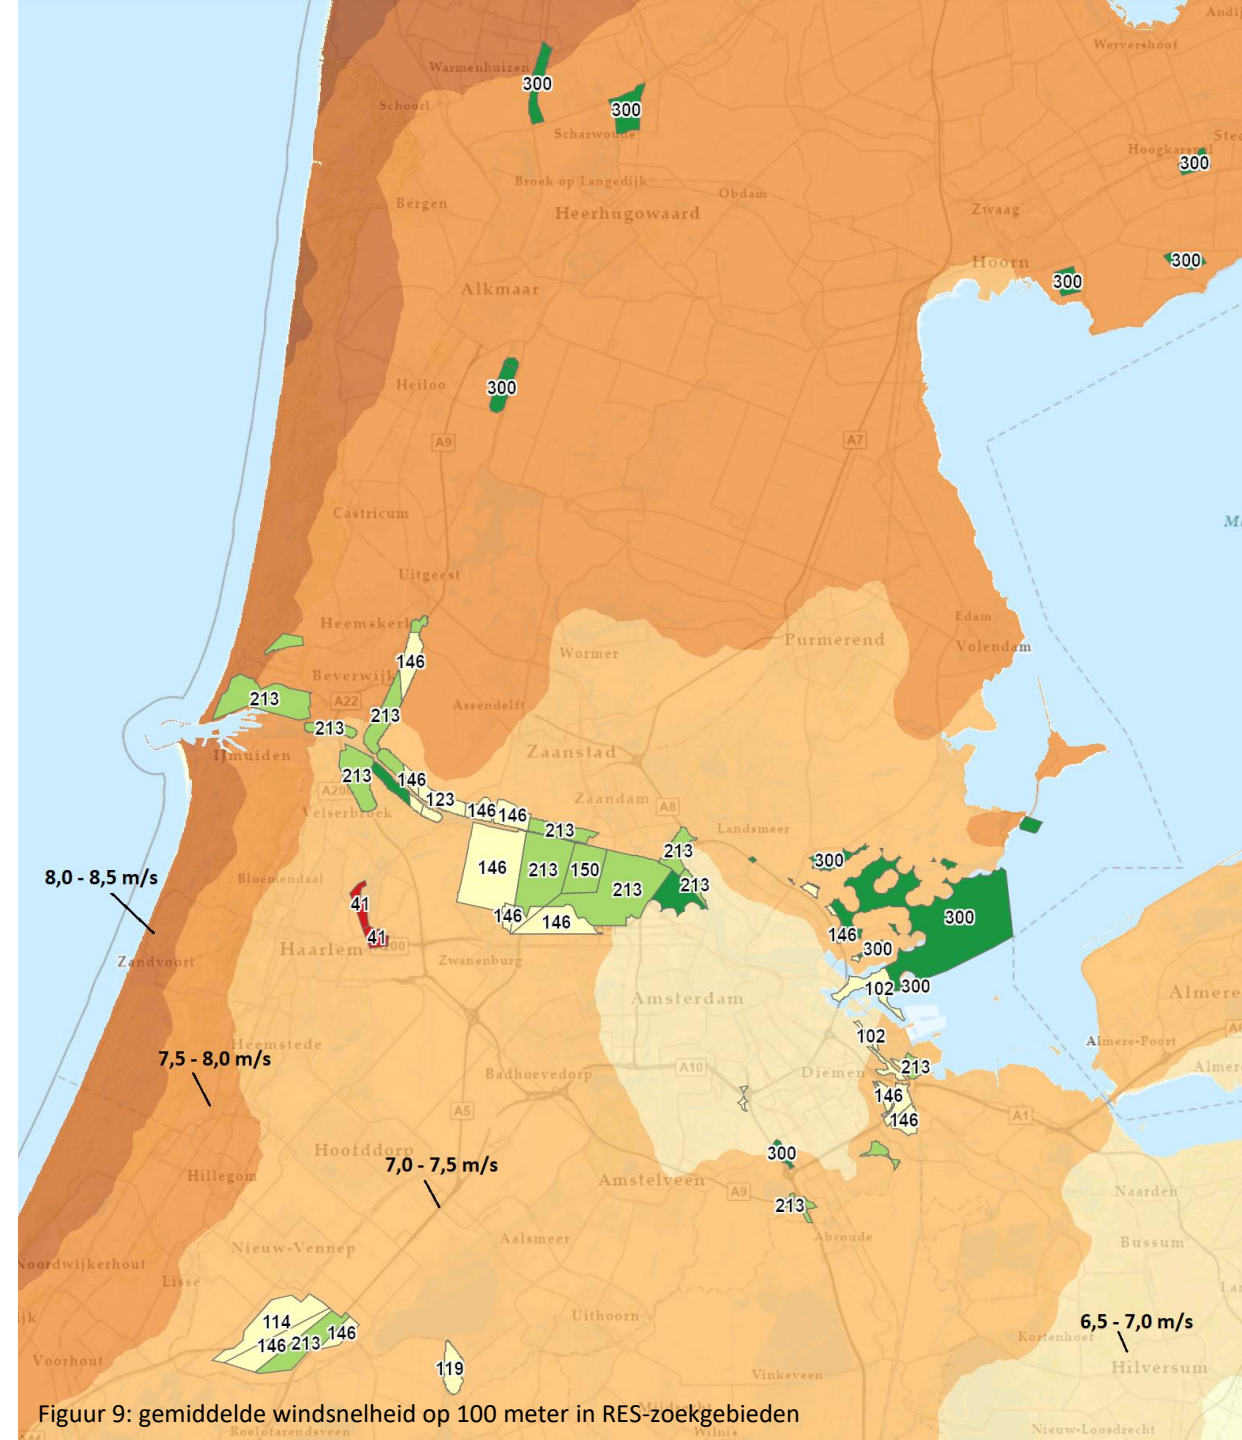 Andij
Wervershoof
Warmenhuizen
300
Schoorl
300
Scharwoude
Hoogkarspel
300
Broek op Langedijk
Obdam
Bergen
Heerhugowaard
Zwaag
Hoorn
300
300
Alkmaar
Heiloo
300
A9
A7
Castricum
Uitgeest
Heemskerk
Edam
Purmerend
Volendam
Wormer
146
Beverwijk
213
A22
213
Assendelft
213
IJmuiden
Zaanstad
213
146
A208
123
Zaandam
A8
Velserbroek
146
146
213
Landsmeer
213
300
146
213
150
213
213
8,0 - 8,5 m/s
Bloemendaal
41
146
146
300
41
A200
146
300
Haarlem
Zwanenburg
Zandvoort
102
300
Amsterdam
Almere
Heemstede
102
Almere-Poort
7,5 - 8,0 m/s
Badhoevedorp
A10
Diemen
213
Almer
146
A5
146
A1
Hoofddorp
300
7,0 - 7,5 m/s
Hillegom
Amstelveen
A9
213
Naarden
Abcoude
Bussum
Nieuw-Vennep
Aalsmeer
Noordwijkerhout
Lisse
114
Uithoorn
6,5 - 7,0 m/s
146
213
146
Kortenhoef
Voorhout
119
Vinkeveen
Hilversum
Figuur 9: gemiddelde windsnelheid op 100 meter in RES-zoekgebieden
Mijdrecht
Roelofarendsveen
Wilnis
Nieuw-Loosdrecht